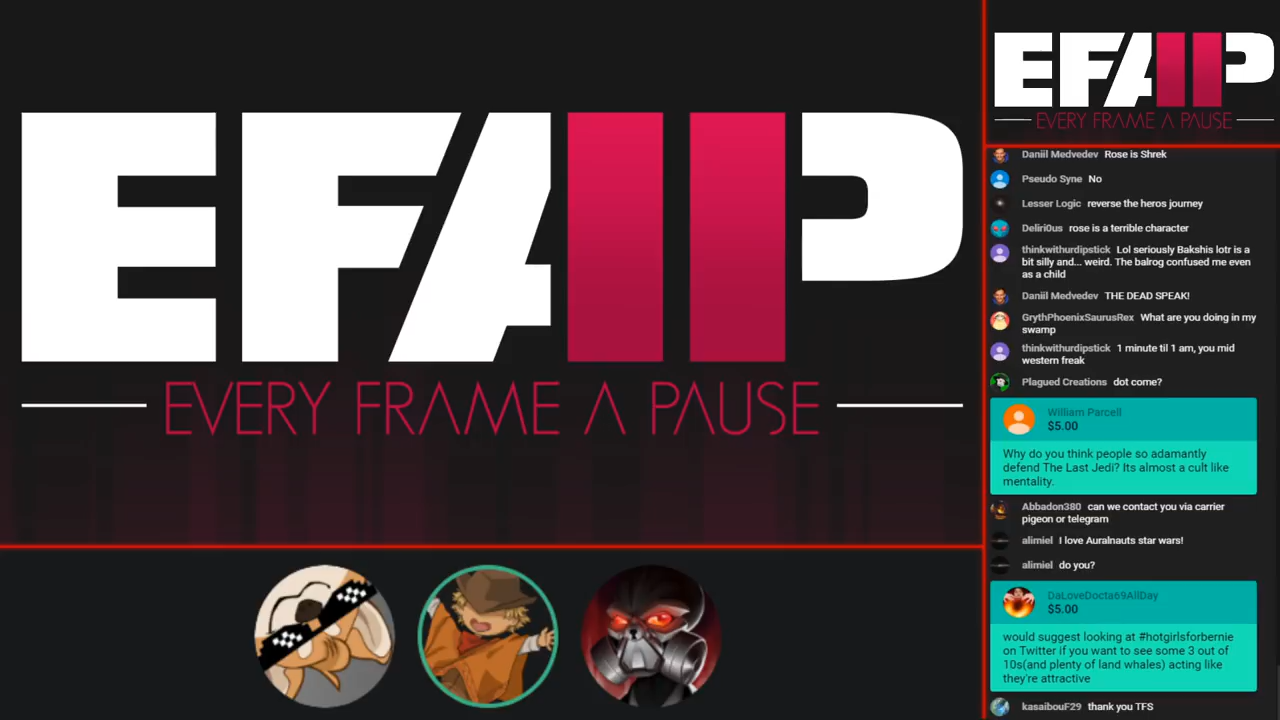 EFAP
EVERY FRAME A PAUSE
EFAP
EVERY FRAME A PAUSE
Daniil Medvedev Rose is Shrek
Pseudo Syne No
Lesser Logic reverse the heros journey
Deliri0us rose is a terrible character
thinkwithurdipstick Lol seriously Bakshis lotr is a
bit silly and... weird. The balrog confused me even
as a child
Daniil Medvedev THE DEAD SPEAK!
GrythPhoenixSaurusRex What are you doing in my
swamp
thinkwithurdipstick 1 minute til 1 am, you mid
western freak
Plagued Creations dot come?
William Parcell
$5.00
Why do you think people so adamantly
defend The Last Jedi? Its almost a cult like
mentality.
Abbadon380 can we contact you via carrier
pigeon or telegram
alimiel I love Auralnauts star wars!
alimiel do you?
DaLoveDocta69AllDay
$5.00
would suggest looking at #hotgirlsforbernie
on Twitter if you want to see some 3 out of
10s(and plenty of land whales) acting like
they're attractive
kasaibouF29 thank you TFS